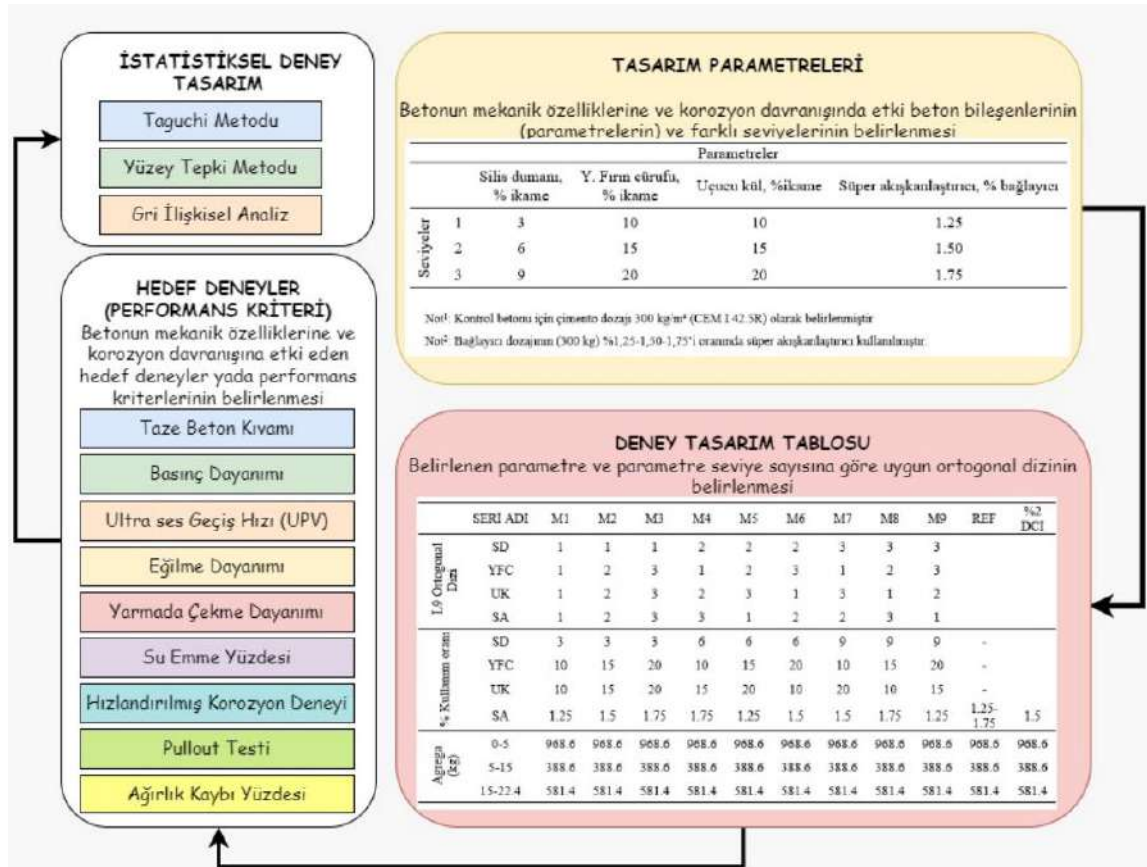 İSTATİSTİKSEL DENEY
TASARIM
Taguchi Metodu
Yüzey Tepki Metodu
Gri İlişkisel Analiz
HEDEF DENEYLER
(PERFORMANS KRİTERİ)
Betonun mekanik özelliklerine ve
korozyon davranışına etki eden
hedef deneyler yada performans
kriterlerinin belirlenmesi
Taze Beton Kıvamı
Basınç Dayanımı
Ultra ses Geçiş Hızı (UPV)
Eğilme Dayanımı
Yarmada Çekme Dayanımı
Su Emme Yüzdesi
Hızlandırılmış Korozyon Deneyi
Pullout Testi
Ağırlık Kaybı Yüzdesi
TASARIM PARAMETRELERİ
Betonun mekanik özelliklerine ve korozyon davranışında etki beton bileşenlerinin
(parametrelerin) ve farklı seviyelerinin belirlenmesi
Parametreler
Silis dumanı, % ikame Y. Fırın cürufu, % ikame Uçucu kül, %ikame Süper akışkanlaştırıcı, % bağlayıcı
Seviyeler
1 3 10 10 1.25
2 6 15 15 1.50
3 9 20 20 1.75
Not¹: Kontrol betonu için çimento dozajı 300 kg/m³ (CEM I 42.5R) olarak belirlenmiştir
Not²: Bağlayıcı dozajının (300 kg) %1,25-1,50-1,75'i oranında süper akışkanlaştırıcı kullanılmıştır.
DENEY TASARIM TABLOSU
Belirlenen parametre ve parametre seviye sayısına göre uygun ortogonal dizinin
belirlenmesi
SERİ ADI M1 M2 M3 M4 M5 M6 M7 M8 M9 REF %2 DCI
L9 Ortogonal Dizi
SD 1 1 1 2 2 2 3 3 3
YFC 1 2 3 1 2 3 1 2 3
UK 1 2 3 2 3 1 3 1 2
SA 1 2 3 3 1 2 2 3 1
% Kullanım oranı
SD 3 3 3 6 6 6 9 9 9 -
YFC 10 15 20 10 15 20 10 15 20 -
UK 10 15 20 15 20 10 20 10 15 -
SA 1.25 1.5 1.75 1.75 1.25 1.5 1.5 1.75 1.25 1.25-1.75 1.5
Agrega (kg)
0-5 968.6 968.6 968.6 968.6 968.6 968.6 968.6 968.6 968.6 968.6 968.6
5-15 388.6 388.6 388.6 388.6 388.6 388.6 388.6 388.6 388.6 388.6 388.6
15-22.4 581.4 581.4 581.4 581.4 581.4 581.4 581.4 581.4 581.4 581.4 581.4